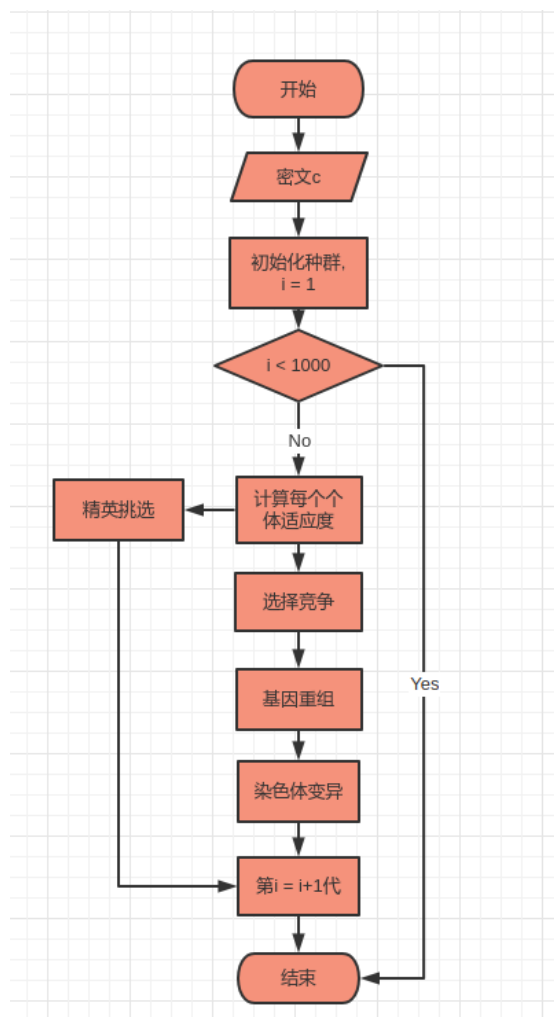 开始
密文c
初始化种群,
i = 1
i < 1000
No
计算每个个
体适应度
精英挑选
选择竞争
基因重组
Yes
染色体变异
第i = i+1代
结束